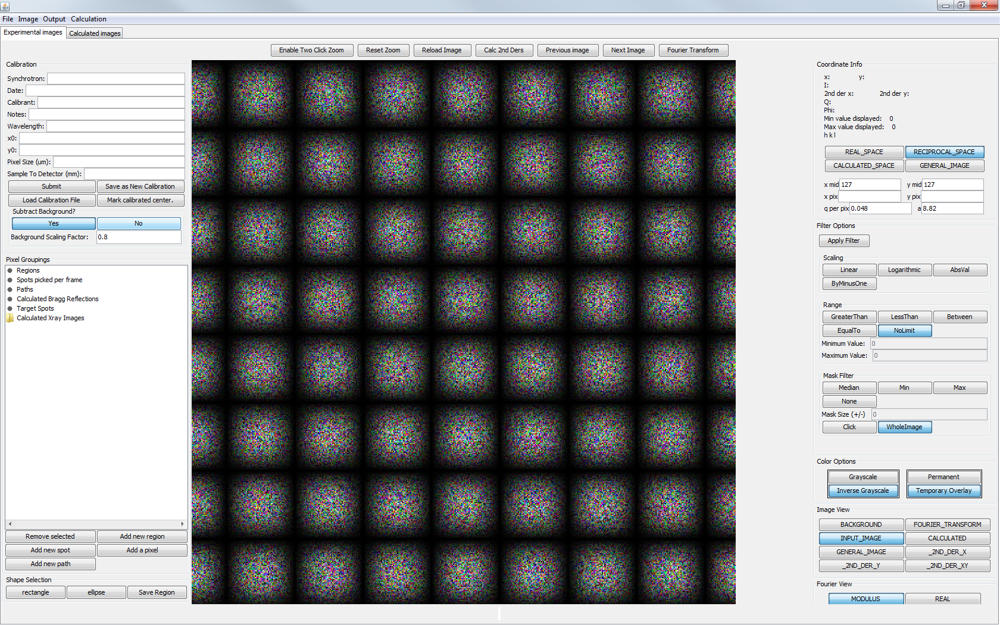 File Image Output Calculation
Experimental images Calculated images
Enable Two Click Zoom Reset Zoom Reload Image Calc 2nd Ders Previous image Next Image Fourier Transform
Calibration
Synchrotron:
Date:
Calibrant:
Notes:
Wavelength:
x0:
y0:
Pixel Size (um):
Sample To Detector (mm):
Submit Save as New Calibration
Load Calibration File Mark calibrated center.
Subtract Background?
Yes No
Background Scaling Factor: 0.8
Pixel Groupings
Regions
Spots picked per frame
Paths
Calculated Bragg Reflections
Target Spots
Calculated Xray Images
Remove selected Add new region
Add new spot Add a pixel
Add new path
Shape Selection
rectangle ellipse Save Region
Coordinate Info
x: y:
I:
2nd der x: 2nd der y:
Q:
Phi:
Min value displayed: 0
Max value displayed: 0
h k l
REAL_SPACE RECIPROCAL_SPACE
CALCULATED_SPACE GENERAL_IMAGE
x mid 127 y mid 127
x pix y pix
q per pix 0.048 a 8.82
Filter Options
Apply Filter
Scaling
Linear Logarithmic AbsVal
ByMinusOne
Range
GreaterThan LessThan Between
EqualTo NoLimit
Minimum Value: 0
Maximum Value: 0
Mask Filter
Median Min Max
None
Mask Size (+/-) 0
Click WholeImage
Color Options
Grayscale Permanent
Inverse Grayscale Temporary Overlay
Image View
BACKGROUND FOURIER_TRANSFORM
INPUT_IMAGE CALCULATED
GENERAL_IMAGE _2ND_DER_X
_2ND_DER_Y _2ND_DER_XY
Fourier View
MODULUS REAL